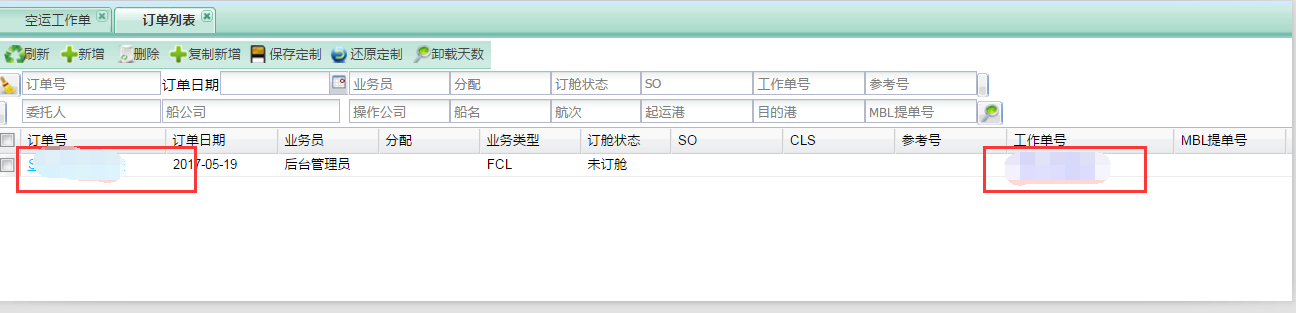 空运工作单 订单列表
刷新 新增 删除 复制新增 保存定制 还原定制 卸载天数
订单号 订单日期 业务员 分配 订舱状态 SO 工作单号 参考号
委托人 船公司 操作公司 船名 航次 起运港 目的港 MBL提单号
订单号 订单日期 业务员 分配 业务类型 订舱状态 SO CLS 参考号 工作单号 MBL提单号
2017-05-19 后台管理员 FCL 未订舱